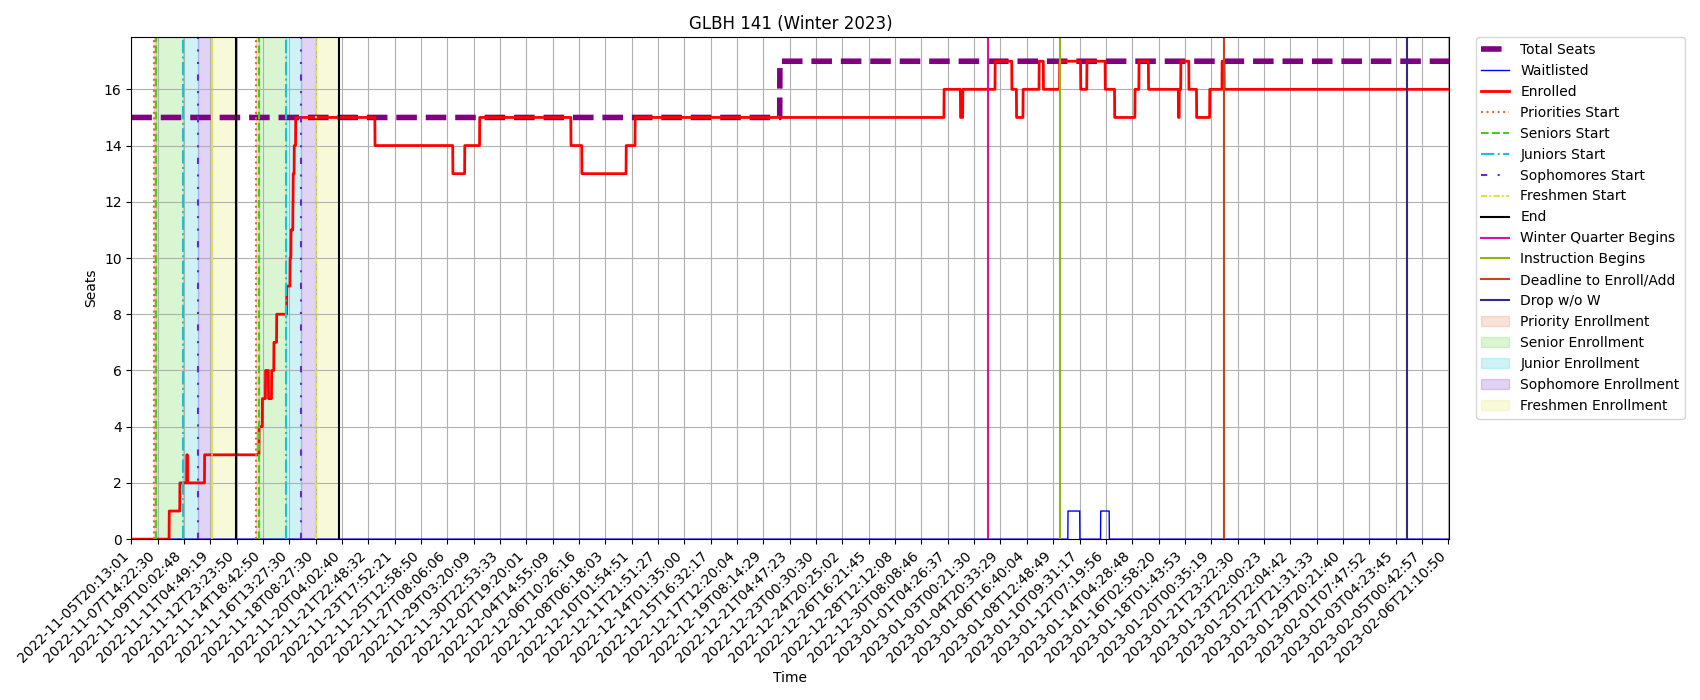 GLBH 141 (Winter 2023)
Seats
16
14
12
10
8
6
4
2
0
2022-11-05T20:13:01
2022-11-07T14:22:30
2022-11-09T10:02:48
2022-11-11T04:49:19
2022-11-12T23:23:50
2022-11-14T18:42:50
2022-11-16T13:27:30
2022-11-18T08:27:30
2022-11-20T04:02:40
2022-11-21T22:48:32
2022-11-23T17:52:21
2022-11-25T12:58:50
2022-11-27T08:06:06
2022-11-29T03:20:09
2022-11-30T22:53:33
2022-12-02T19:20:01
2022-12-04T14:55:09
2022-12-06T10:26:16
2022-12-08T06:18:03
2022-12-10T01:54:51
2022-12-11T21:51:27
2022-12-14T01:35:00
2022-12-15T16:32:17
2022-12-17T12:20:04
2022-12-19T08:14:29
2022-12-21T04:47:23
2022-12-23T00:30:30
2022-12-24T20:25:02
2022-12-26T16:21:45
2022-12-28T12:12:08
2022-12-30T08:08:46
2023-01-01T04:26:37
2023-01-03T00:21:30
2023-01-04T20:33:29
2023-01-06T16:40:04
2023-01-08T12:48:49
2023-01-10T09:31:17
2023-01-12T07:19:56
2023-01-14T04:28:48
2023-01-16T02:58:20
2023-01-18T01:43:53
2023-01-20T00:35:19
2023-01-21T23:22:30
2023-01-23T22:00:23
2023-01-25T22:04:42
2023-01-27T21:31:33
2023-01-29T20:21:40
2023-02-01T07:47:52
2023-02-03T04:23:45
2023-02-05T00:42:57
2023-02-06T21:10:50
Time
Total Seats
Waitlisted
Enrolled
Priorities Start
Seniors Start
Juniors Start
Sophomores Start
Freshmen Start
End
Winter Quarter Begins
Instruction Begins
Deadline to Enroll/Add
Drop w/o W
Priority Enrollment
Senior Enrollment
Junior Enrollment
Sophomore Enrollment
Freshmen Enrollment